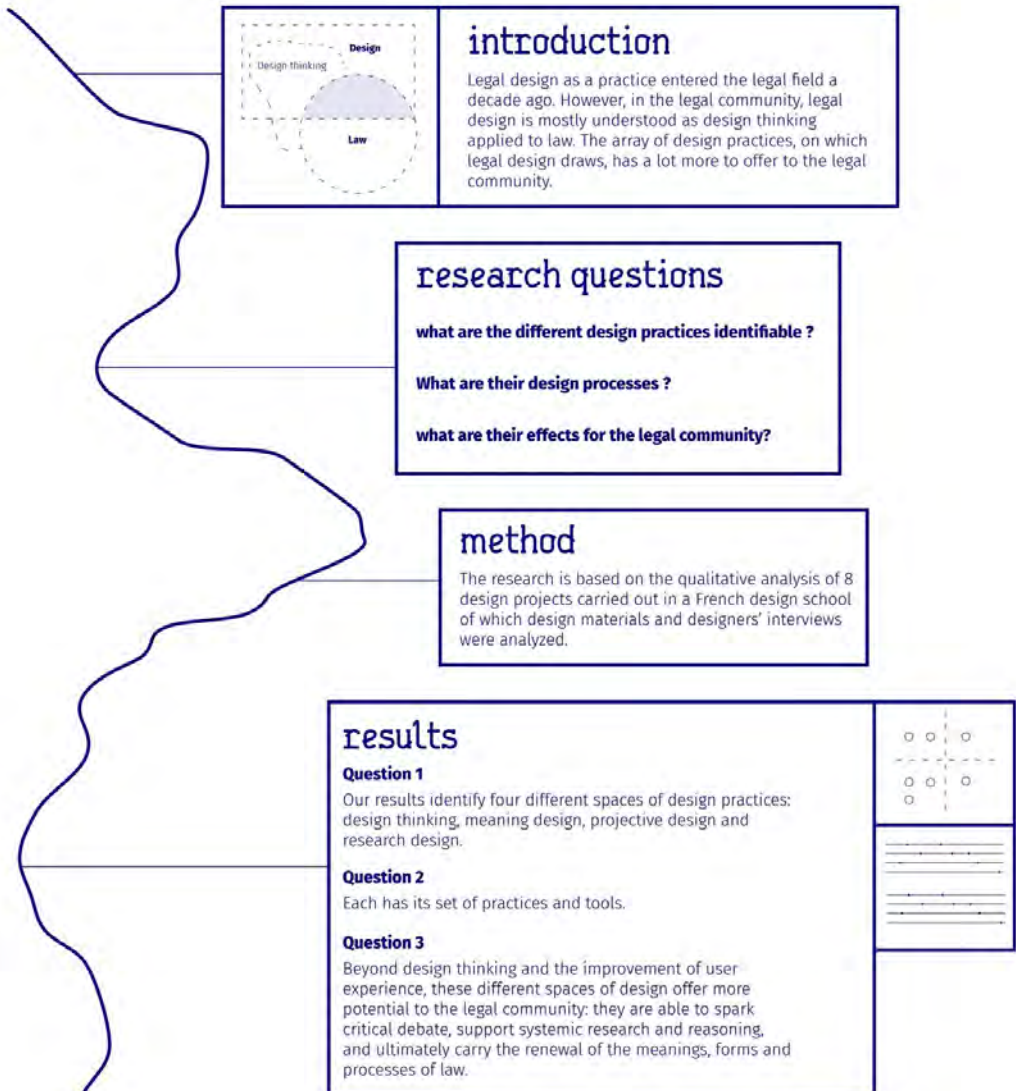 Design
Design thinking
Law
introduction
Legal design as a practice entered the legal field a
decade ago. However, in the legal community, legal
design is mostly understood as design thinking
applied to law. The array of design practices, on which
legal design draws, has a lot more to offer to the legal
community.
research questions
what are the different design practices identifiable ?
What are their design processes ?
what are their effects for the legal community?
method
The research is based on the qualitative analysis of 8
design projects carried out in a French design school
of which design materials and designers' interviews
were analyzed.
results
Question 1
Our results identify four different spaces of design practices:
design thinking, meaning design, projective design and
research design.
Question 2
Each has its set of practices and tools.
Question 3
Beyond design thinking and the improvement of user
experience, these different spaces of design offer more
potential to the legal community: they are able to spark
critical debate, support systemic research and reasoning,
and ultimately carry the renewal of the meanings, forms and
processes of law.